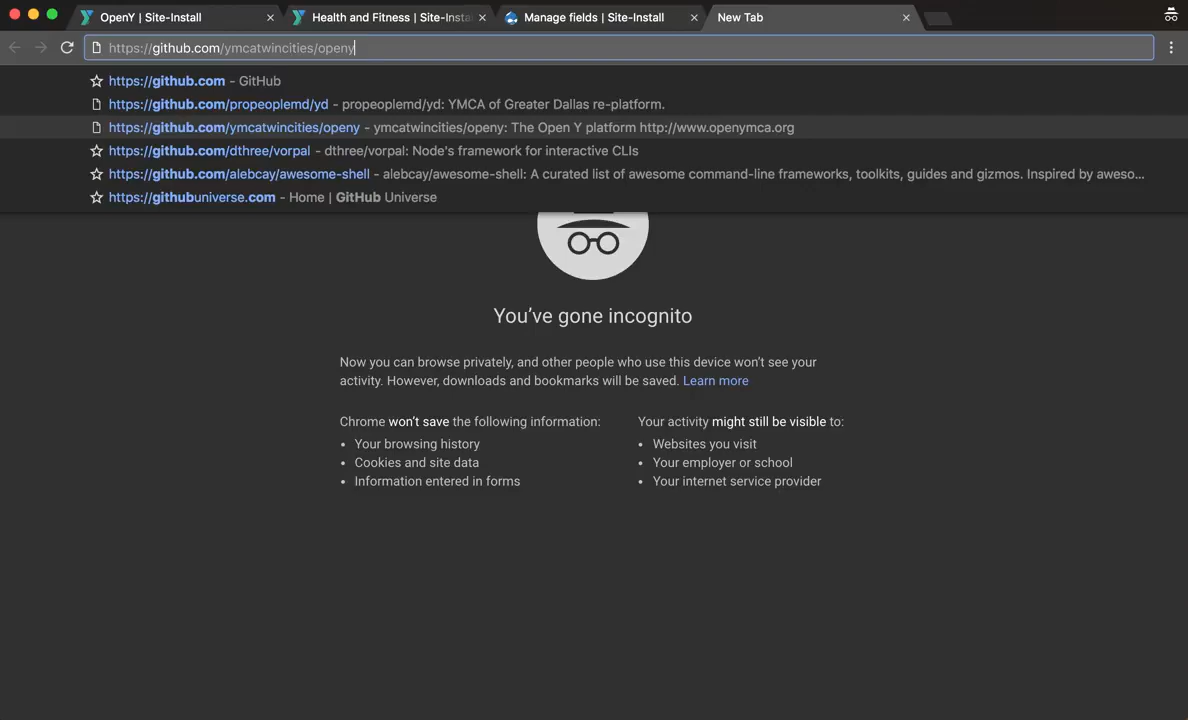 OpenY | Site-Install
Health and Fitness | Site-Insta
Manage fields | Site-Install
New Tab
https://github.com/ymcatwincities/openy
https://github.com - GitHub
https://github.com/propeoplemd/yd - propeoplemd/yd: YMCA of Greater Dallas re-platform.
https://github.com/ymcatwincities/openy - ymcatwincities/openy: The Open Y platform http://www.openymca.org
https://github.com/dthree/vorpal - dthree/vorpal: Node's framework for interactive CLIs
https://github.com/alebcay/awesome-shell - alebcay/awesome-shell: A curated list of awesome command-line frameworks, toolkits, guides and gizmos. Inspired by aweso...
https://githubuniverse.com - Home | GitHub Universe
You've gone incognito
Now you can browse privately, and other people who use this device won't see your
activity. However, downloads and bookmarks will be saved. Learn more
Chrome won't save the following information:
• Your browsing history
• Cookies and site data
• Information entered in forms
Your activity might still be visible to:
• Websites you visit
• Your employer or school
• Your internet service provider